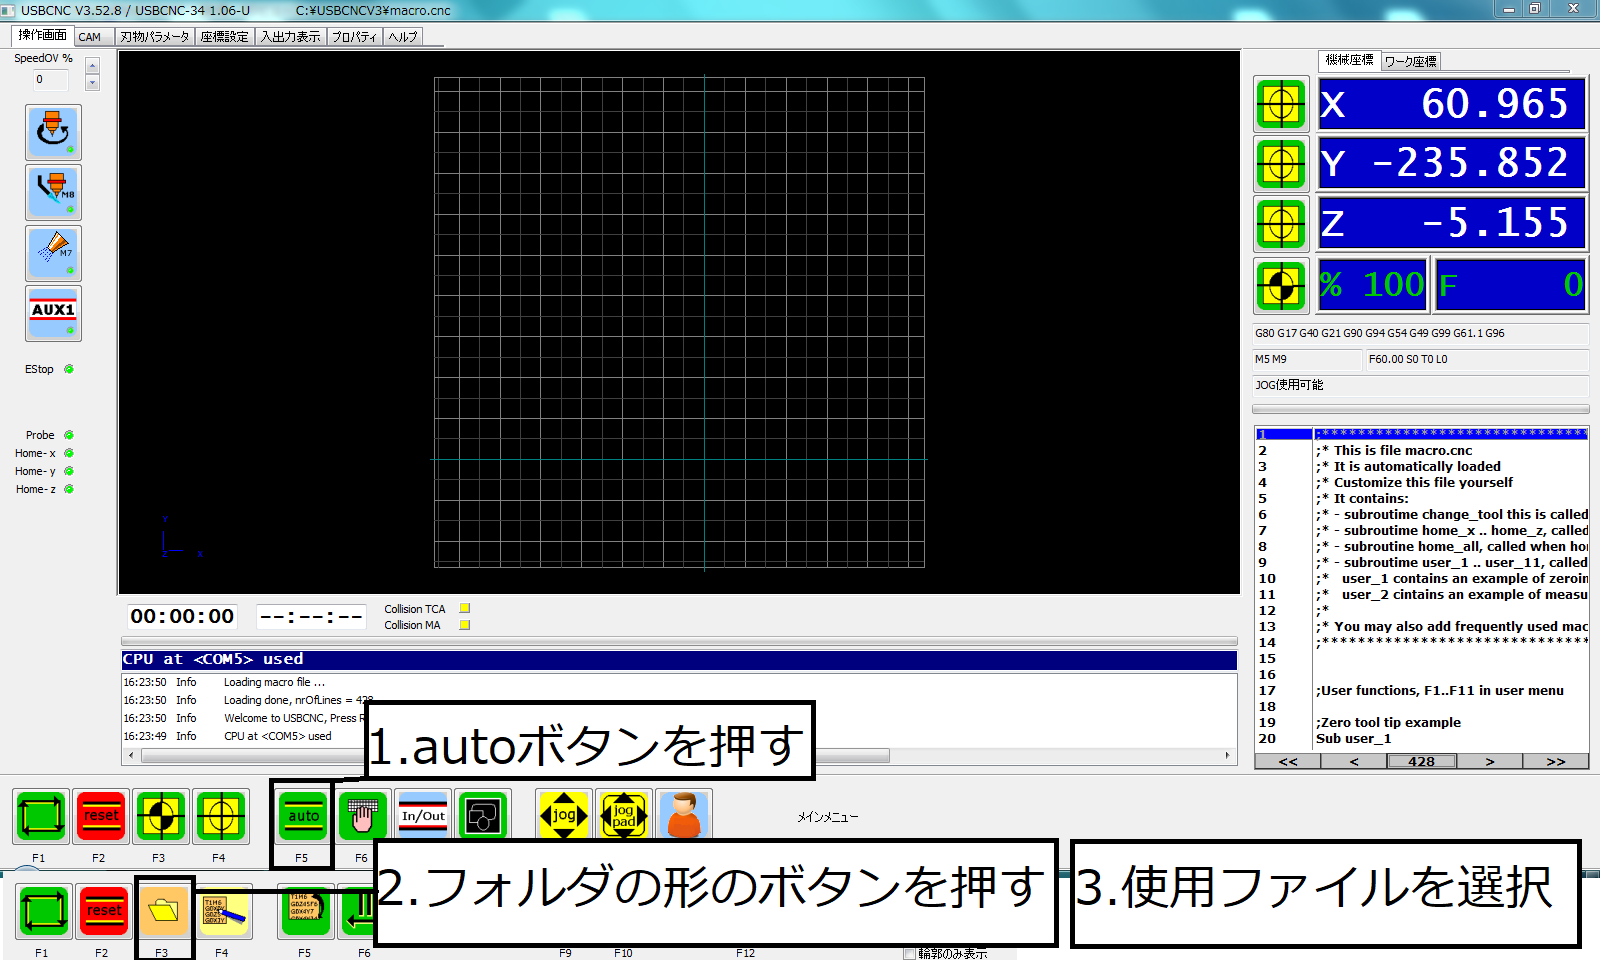 USBCNC V3.52.8 / USBCNC-34 1.06-U C:¥USBCNCV3¥macro.cnc
操作画面 CAM 刃物パラメータ 座標設定 入出力表示 プロパティ ヘルプ
SpeedOV %
0
M8
M7
AUX1
EStop
Probe
Home-x
Home-y
Home-z
Y
Z
X
機械座標 ワーク座標
X 60.965
Y -235.852
Z -5.155
% 100 F 0
G80 G17 G40 G21 G90 G94 G54 G49 G99 G61.1 G96
M5 M9 F60.00 S0 T0 L0
JOG使用可能
1 ;******************************
2 ;* This is file macro.cnc
3 ;* It is automatically loaded
4 ;* Customize this file yourself
5 ;* It contains:
6 ;* - subroutime change_tool this is called
7 ;* - subroutime home_x .. home_z, called
8 ;* - subroutine home_all, called when ho
9 ;* - subroutime user_1 .. user_11, called
10 ;* user_1 contains an example of zeroin
11 ;* user_2 cintains an example of measu
12 ;*
13 ;* You may also add frequently used mac
14 ;******************************
15
16
17 ;User functions, F1..F11 in user menu
18
19 ;Zero tool tip example
20 Sub user_1
<< < 428 > >>
00:00:00 --:--:--
Collision TCA
Collision MA
CPU at <COM5> used
16:23:50 Info Loading macro file ...
16:23:50 Info Loading done, nrOfLines = 428
16:23:50 Info Welcome to USBCNC, Press R
16:23:49 Info CPU at <COM5> used
1.autoボタンを押す
reset auto In/Out jog jog pad メインメニュー
F1 F2 F3 F4 F5 F6
2.フォルダの形のボタンを押す
3.使用ファイルを選択
reset
F1 F2 F3 F4 F5 F6 F9 F10 F12 輪郭のみ表示